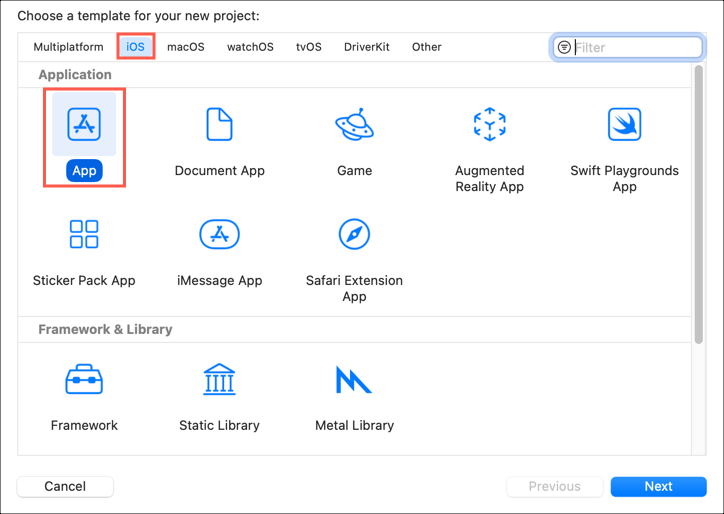 Choose a template for your new project:
Multiplatform iOS macOS watchOS tvOS DriverKit Other Filter
Application
App Document App Game Augmented Reality App Swift Playgrounds App
Sticker Pack App iMessage App Safari Extension App
Framework & Library
Framework Static Library Metal Library
Cancel Previous Next